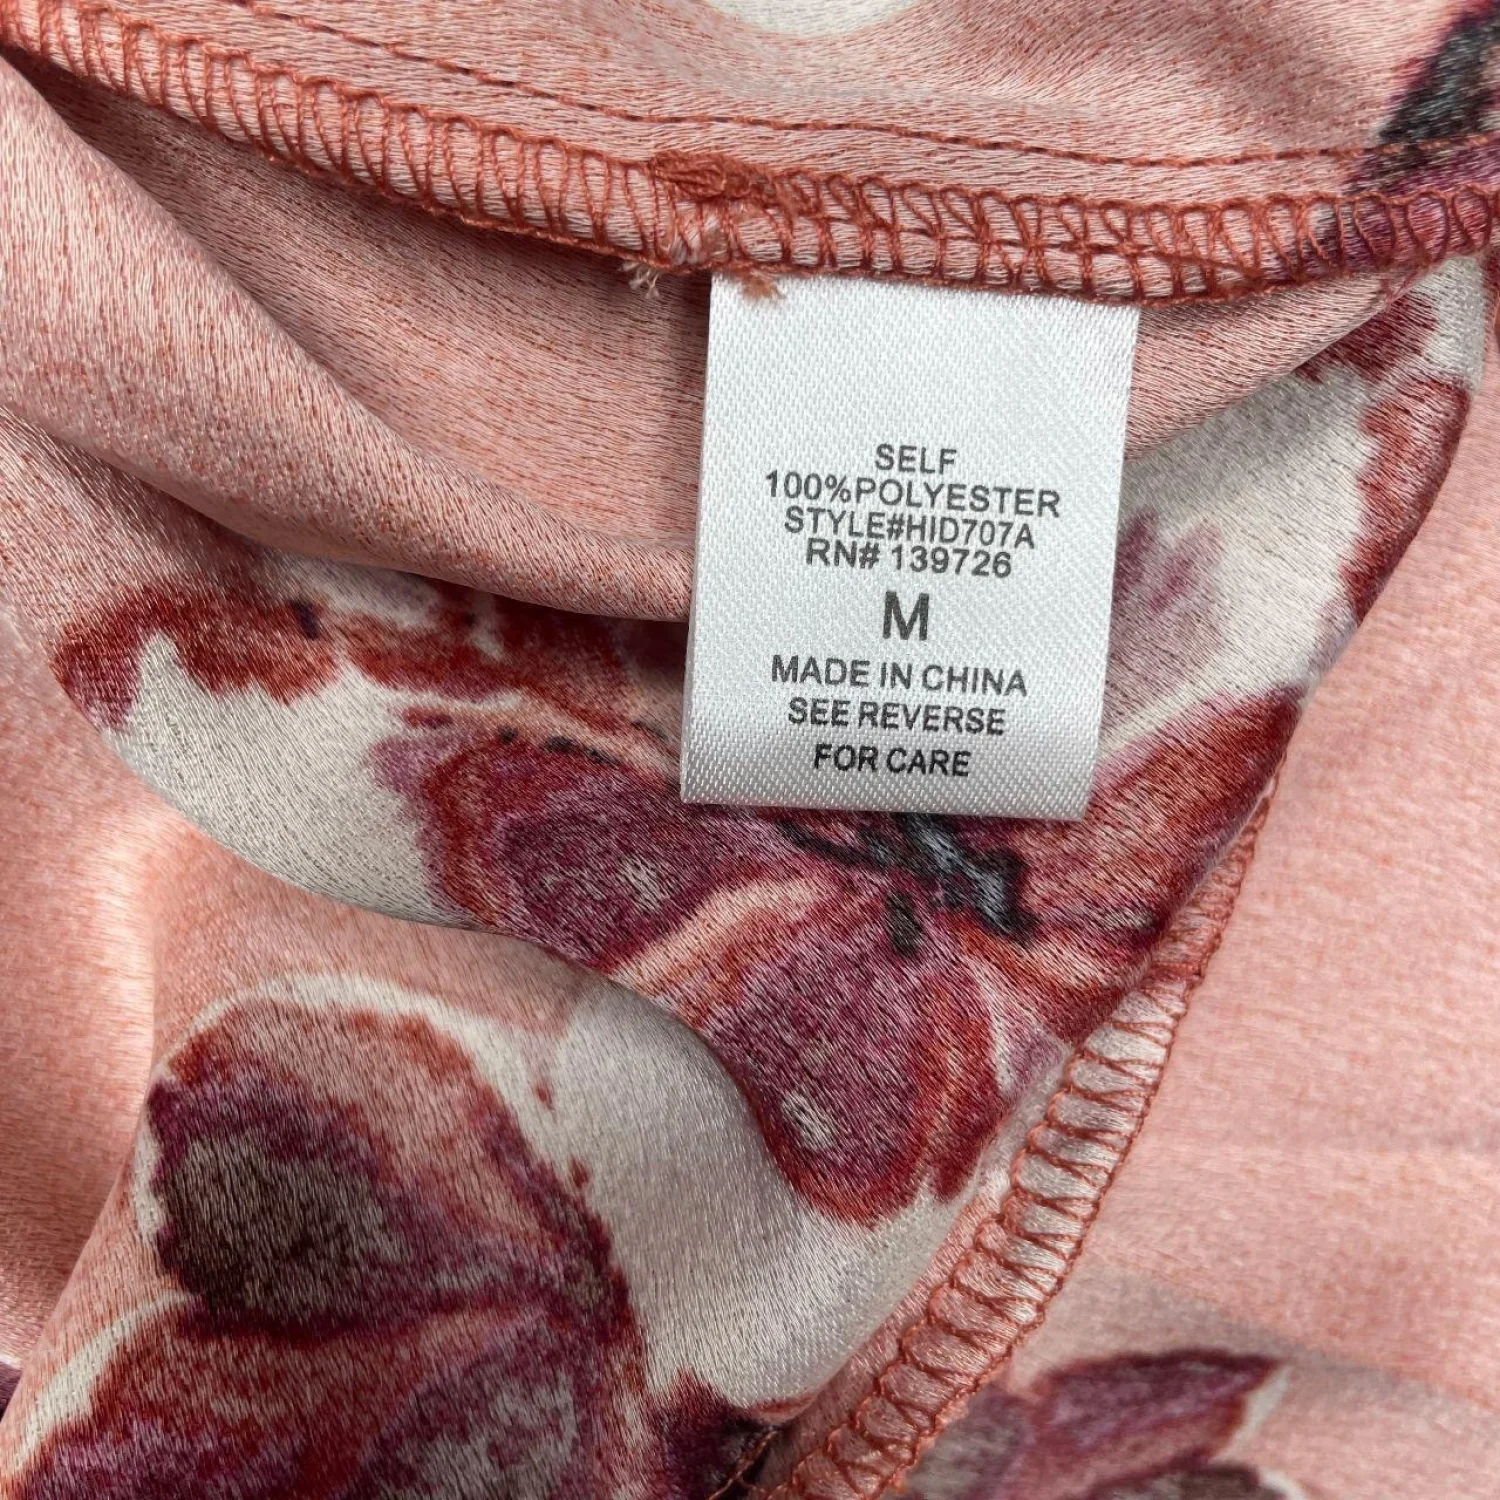 SELF
100%POLYESTER
STYLE#HID707A
RN# 139726
M
MADE IN CHINA
SEE REVERSE
FOR CARE